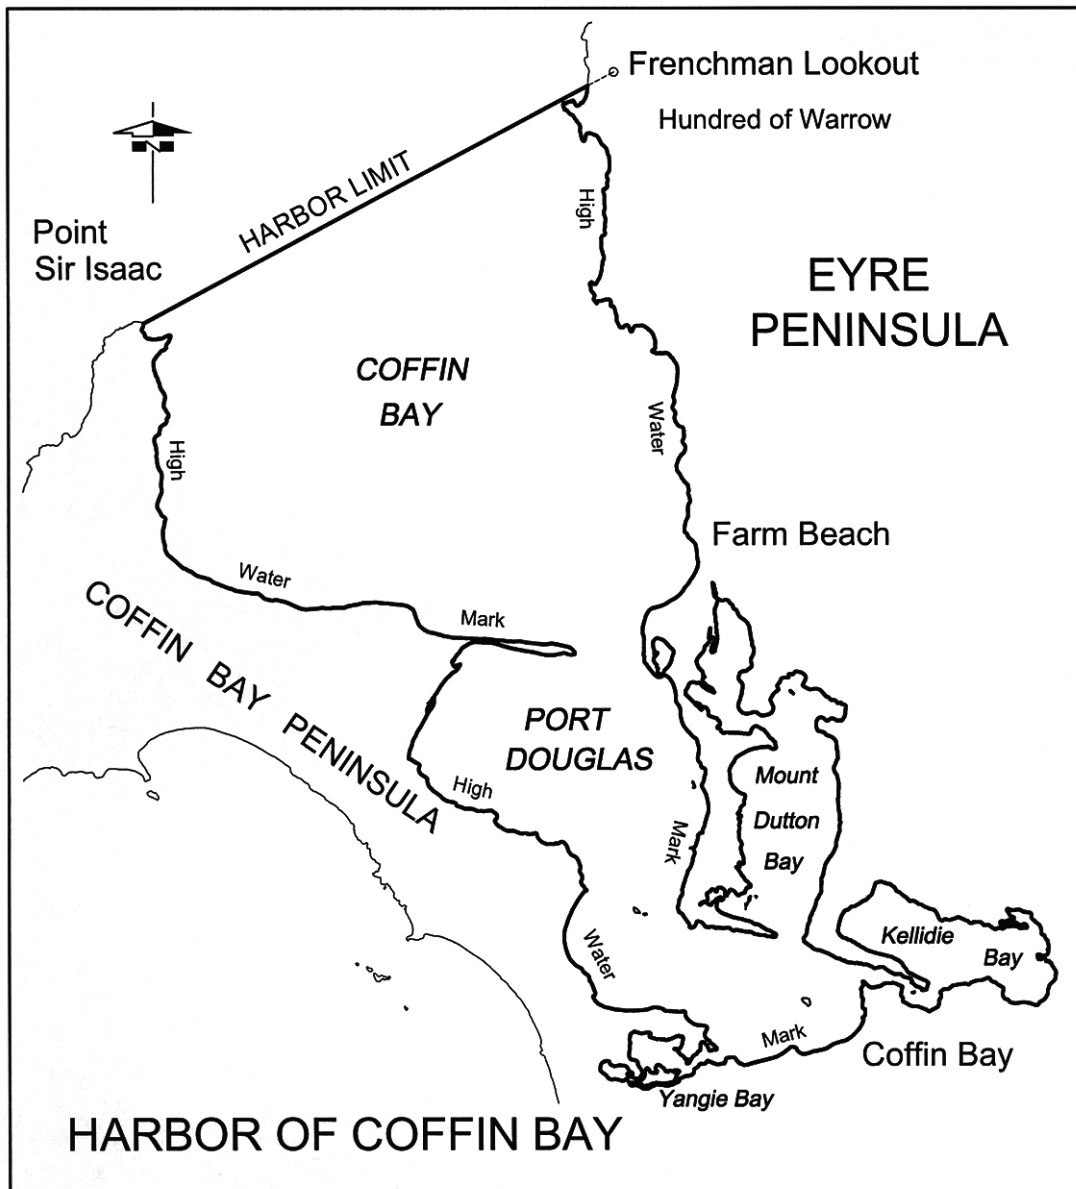 Frenchman Lookout
Hundred of Warrow
N
HARBOR LIMIT
High
Point
Sir Isaac
EYRE
PENINSULA
COFFIN
BAY
Water
High
Farm Beach
Water
Mark
COFFIN BAY PENINSULA
PORT
DOUGLAS
High
Mount
Dutton
Bay
Mark
Kellidie
Bay
Water
Mark
Coffin Bay
Yangie Bay
HARBOR OF COFFIN BAY